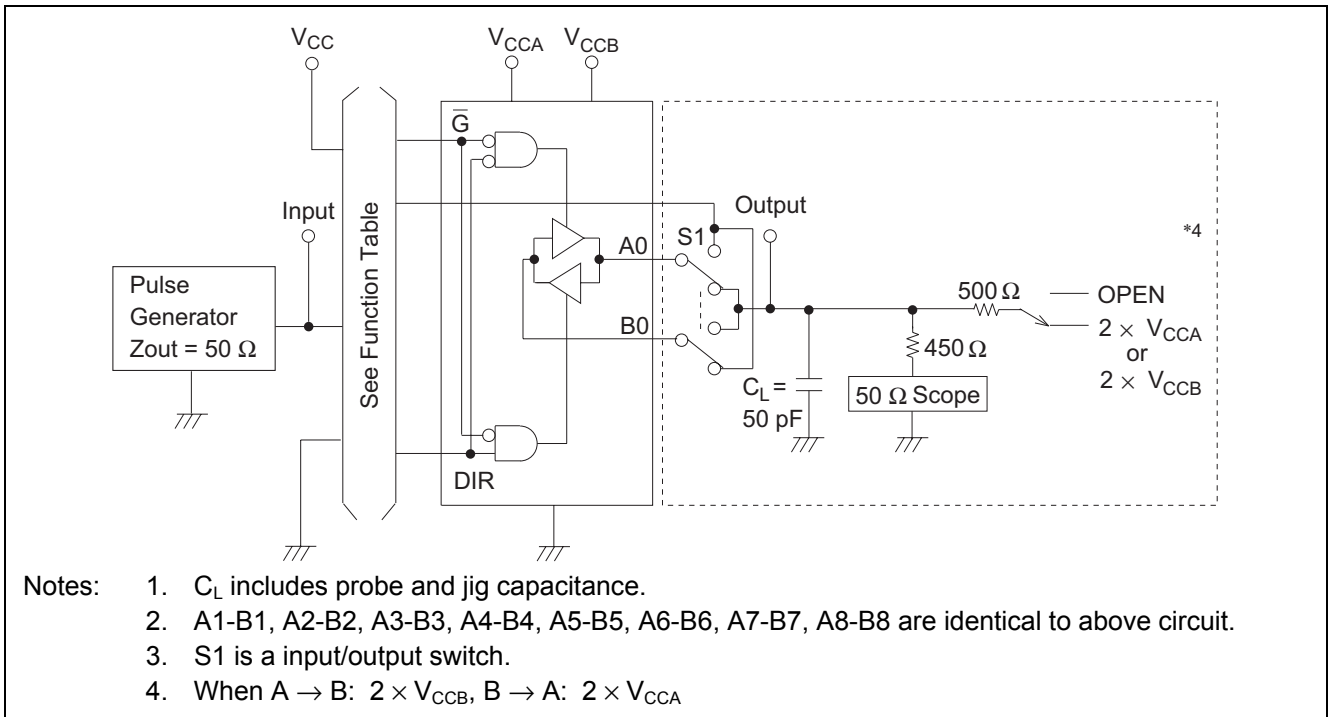 VCC
VCCA VCCB
G̅
Input
See Function Table
Output
S1
*4
A0
Pulse
Generator
Zout = 50 Ω
500 Ω
OPEN
2 × VCCA
or
2 × VCCB
B0
450 Ω
CL =
50 pF
50 Ω Scope
DIR
Notes: 1. CL includes probe and jig capacitance.
2. A1-B1, A2-B2, A3-B3, A4-B4, A5-B5, A6-B6, A7-B7, A8-B8 are identical to above circuit.
3. S1 is a input/output switch.
4. When A → B: 2 × VCCB, B → A: 2 × VCCA